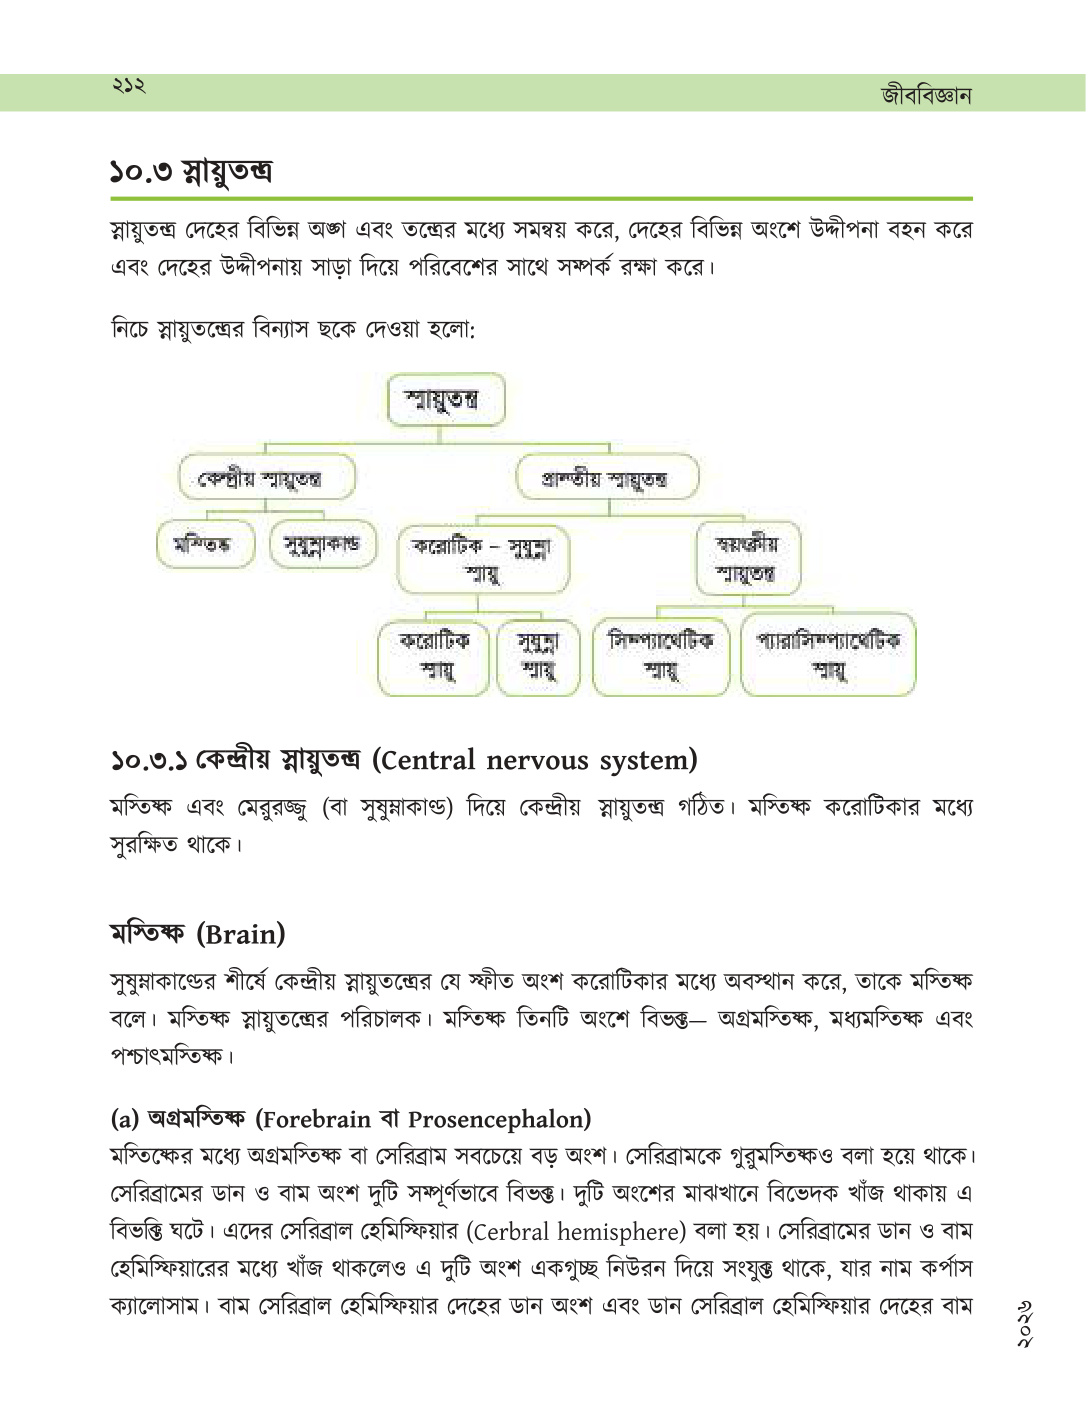 ২১২
জীববিজ্ঞান
১০.৩ স্নায়ুতন্ত্র
স্নায়ুতন্ত্র দেহের বিভিন্ন অঙ্গ এবং তন্ত্রের মধ্যে সমন্বয় করে, দেহের বিভিন্ন অংশে উদ্দীপনা বহন করে
এবং দেহের উদ্দীপনায় সাড়া দিয়ে পরিবেশের সাথে সম্পর্ক রক্ষা করে।
নিচে স্নায়ুতন্ত্রের বিন্যাস ছকে দেওয়া হলো:
স্নায়ুতন্ত্র
কেন্দ্রীয় স্নায়ুতন্ত্র
প্রান্তীয় স্নায়ুতন্ত্র
মস্তিষ্ক
সুষুম্নাকান্ড
করোটিক – সুষুম্না
স্নায়ু
স্বয়ংক্রীয়
স্নায়ুতন্ত্র
করোটিক
স্নায়ু
সুষুম্না
স্নায়ু
সিম্প্যাথেটিক
স্নায়ু
প্যারাসিম্প্যাথেটিক
স্নায়ু
১০.৩.১ কেন্দ্রীয় স্নায়ুতন্ত্র (Central nervous system)
মস্তিষ্ক এবং মেরুরজ্জু (বা সুষুম্নাকাণ্ড) দিয়ে কেন্দ্রীয় স্নায়ুতন্ত্র গঠিত। মস্তিষ্ক করোটিকার মধ্যে
সুরক্ষিত থাকে।
মস্তিষ্ক (Brain)
সুষুম্নাকাণ্ডের শীর্ষে কেন্দ্রীয় স্নায়ুতন্ত্রের যে স্ফীত অংশ করোটিকার মধ্যে অবস্থান করে, তাকে মস্তিষ্ক
বলে। মস্তিষ্ক স্নায়ুতন্ত্রের পরিচালক। মস্তিষ্ক তিনটি অংশে বিভক্ত— অগ্রমস্তিষ্ক, মধ্যমস্তিষ্ক এবং
পশ্চাৎমস্তিষ্ক।
(a) অগ্রমস্তিষ্ক (Forebrain বা Prosencephalon)
মস্তিষ্কের মধ্যে অগ্রমস্তিষ্ক বা সেরিব্রাম সবচেয়ে বড় অংশ। সেরিব্রামকে গুরুমস্তিষ্কও বলা হয়ে থাকে।
সেরিব্রামের ডান ও বাম অংশ দুটি সম্পূর্ণভাবে বিভক্ত। দুটি অংশের মাঝখানে বিভেদক খাঁজ থাকায় এ
বিভক্তি ঘটে। এদের সেরিব্রাল হেমিস্ফিয়ার (Cerbral hemisphere) বলা হয়। সেরিব্রামের ডান ও বাম
হেমিস্ফিয়ারের মধ্যে খাঁজ থাকলেও এ দুটি অংশ একগুচ্ছ নিউরন দিয়ে সংযুক্ত থাকে, যার নাম কর্পাস
ক্যালোসাম। বাম সেরিব্রাল হেমিস্ফিয়ার দেহের ডান অংশ এবং ডান সেরিব্রাল হেমিস্ফিয়ার দেহের বাম
২০২৬